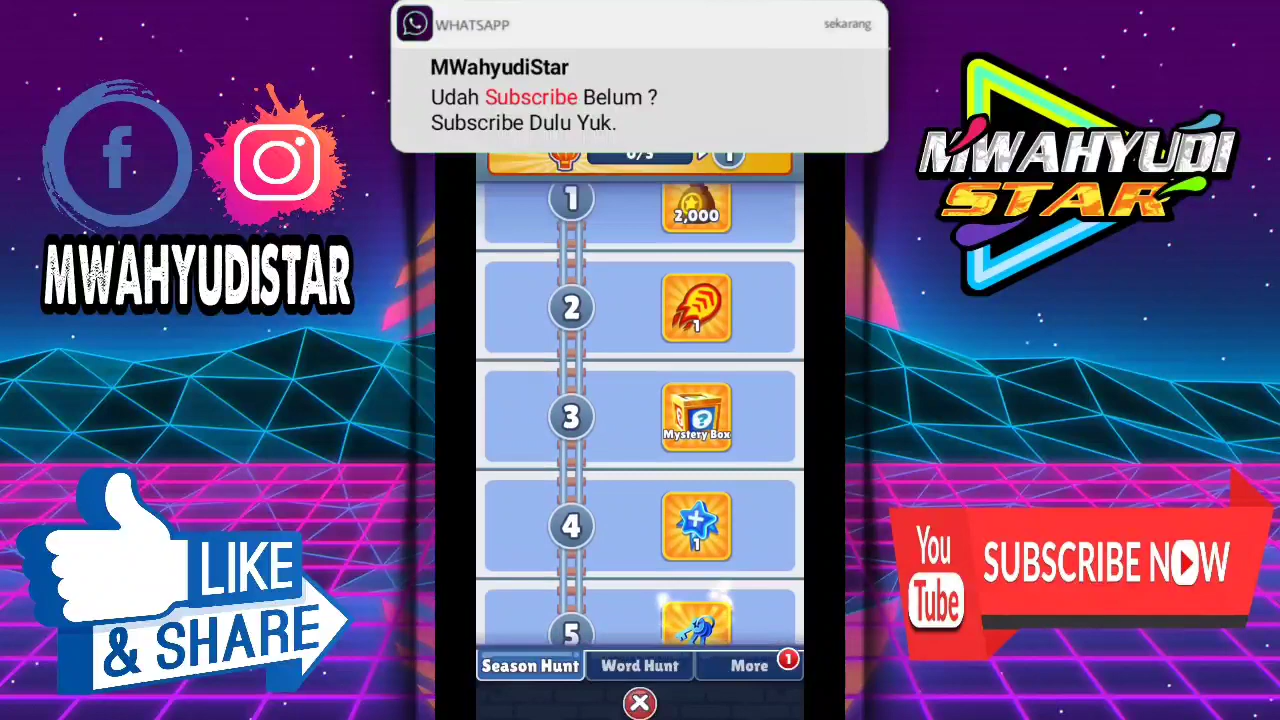 WHATSAPP
sekarang
MWahyudiStar
Udah Subscribe Belum ?
Subscribe Dulu Yuk.
f
MWAHYUDISTAR
MWAHYUDI
STAR
1
2,000
2
1
3
?
Mystery Box
4
1
5
Season Hunt
Word Hunt
More
1
LIKE
& SHARE
You
Tube
SUBSCRIBE NOW